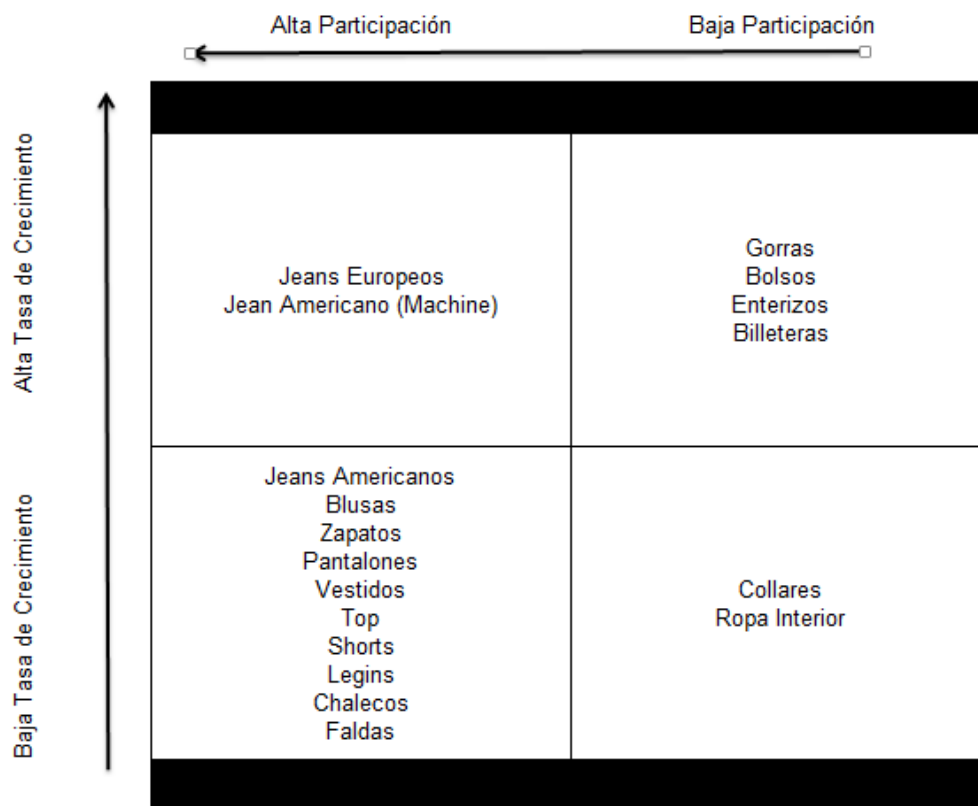 Alta Participación
Baja Participación
Alta Tasa de Crecimiento
Jeans Europeos
Jean Americano (Machine)
Gorras
Bolsos
Enterizos
Billeteras
Baja Tasa de Crecimiento
Jeans Americanos
Blusas
Zapatos
Pantalones
Vestidos
Top
Shorts
Legins
Chalecos
Faldas
Collares
Ropa Interior